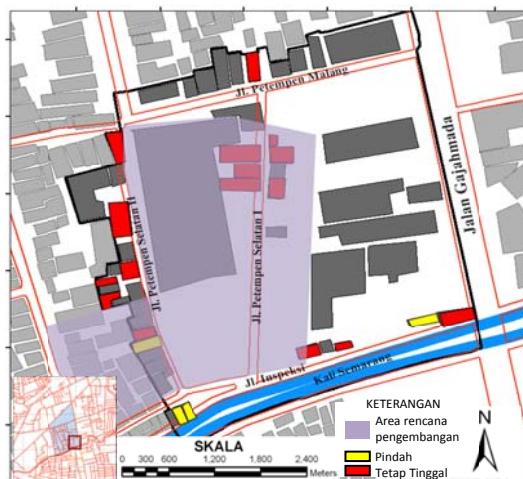 Jl. Petempen Malang
Jl. Petempen Selatan II
Jl. Petempen Selatan I
Jalan Gajahmada
Jl. Inspeksi
Kali Semarang
KETERANGAN
Area rencana
pengembangan
Pindah
Tetap Tinggal
N
SKALA
0 300 600 1,200 1,800 2,400
Meters